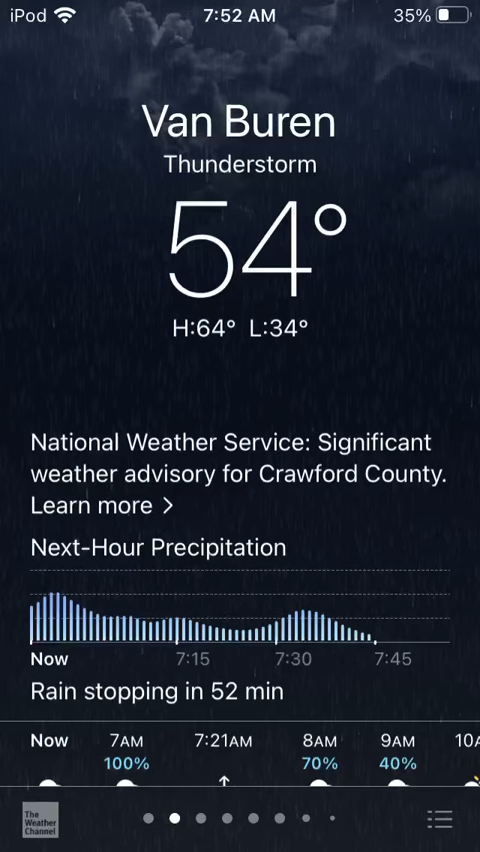 iPod 7:52 AM 35%
Van Buren
Thunderstorm
54°
H:64° L:34°
National Weather Service: Significant
weather advisory for Crawford County.
Learn more >
Next-Hour Precipitation
Now 7:15 7:30 7:45
Rain stopping in 52 min
Now 7AM 7:21AM 8AM 9AM 10A
100% 70% 40%
The
Weather
Channel